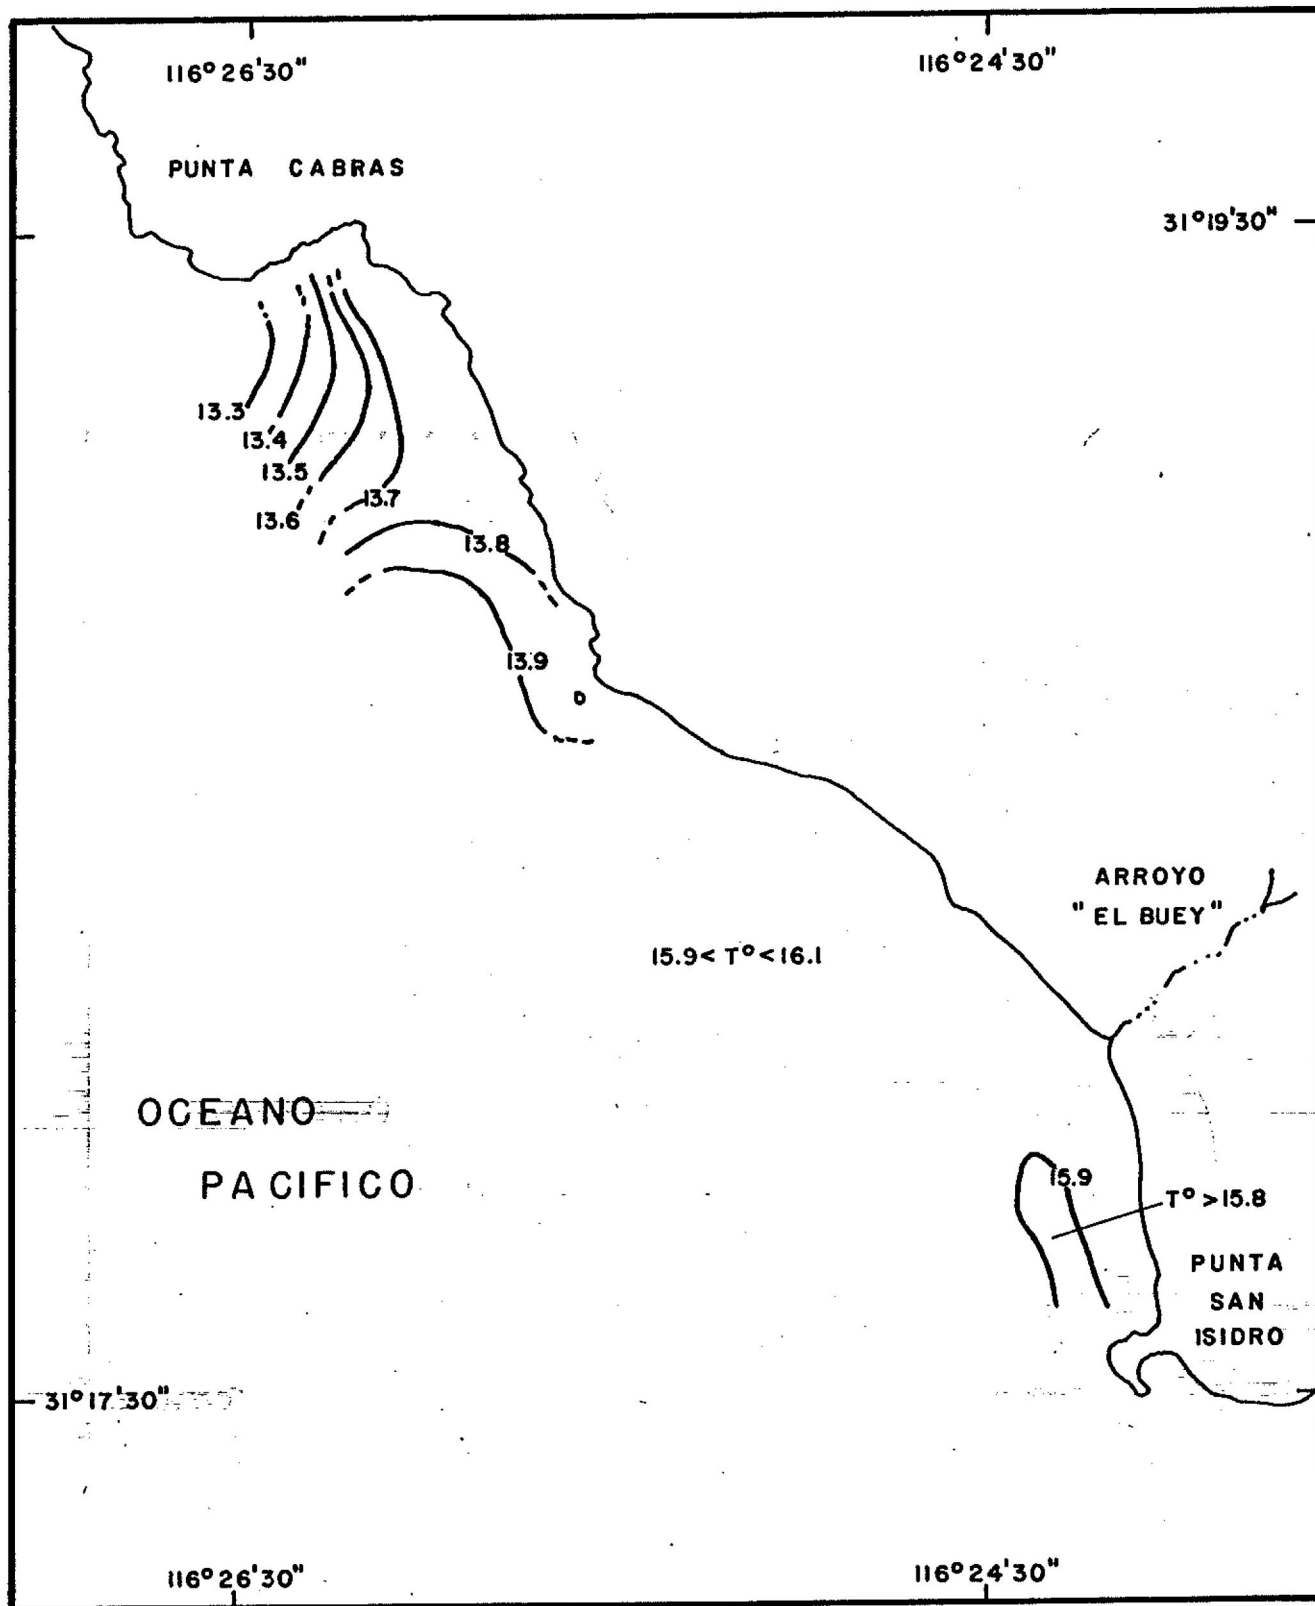 116° 26'30"
116° 24'30"
PUNTA CABRAS
31° 19'30"
13.3
13.4
13.5
13.6
13.7
13.8
13.9
D
ARROYO
"EL BUEY"
15.9 < T° < 16.1
OCEANO
PACIFICO
15.9
T° > 15.8
PUNTA
SAN
ISIDRO
31° 17'30"
116° 26'30"
116° 24'30"